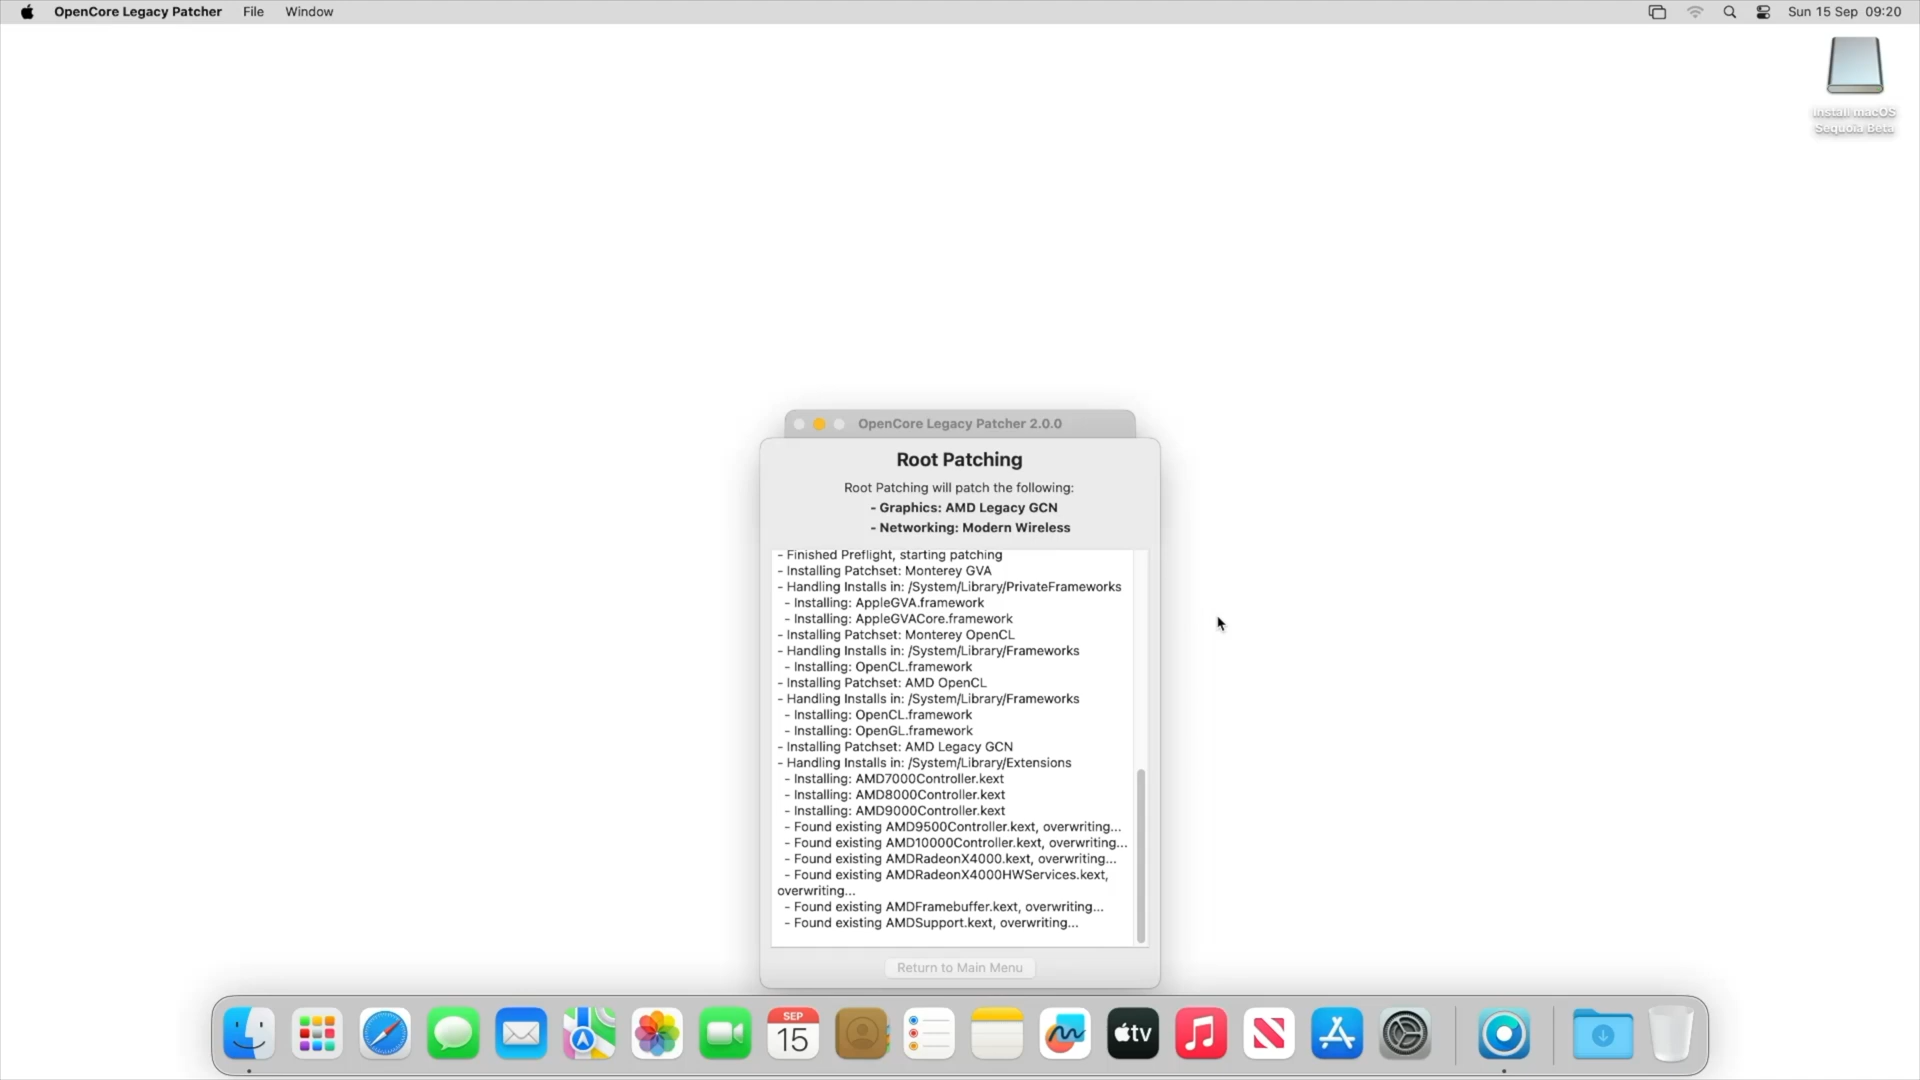 OpenCore Legacy Patcher File Window Sun 15 Sep 09:20
Install macOS
Sequoia Beta
OpenCore Legacy Patcher 2.0.0
Root Patching
Root Patching will patch the following:
- Graphics: AMD Legacy GCN
- Networking: Modern Wireless
- Finished Preflight, starting patching
- Installing Patchset: Monterey GVA
- Handling Installs in: /System/Library/PrivateFrameworks
- Installing: AppleGVA.framework
- Installing: AppleGVACore.framework
- Installing Patchset: Monterey OpenCL
- Handling Installs in: /System/Library/Frameworks
- Installing: OpenCL.framework
- Installing Patchset: AMD OpenCL
- Handling Installs in: /System/Library/Frameworks
- Installing: OpenCL.framework
- Installing: OpenGL.framework
- Installing Patchset: AMD Legacy GCN
- Handling Installs in: /System/Library/Extensions
- Installing: AMD7000Controller.kext
- Installing: AMD8000Controller.kext
- Installing: AMD9000Controller.kext
- Found existing AMD9500Controller.kext, overwriting...
- Found existing AMD10000Controller.kext, overwriting...
- Found existing AMDRadeonX4000.kext, overwriting...
- Found existing AMDRadeonX4000HWServices.kext,
overwriting...
- Found existing AMDFramebuffer.kext, overwriting...
- Found existing AMDSupport.kext, overwriting...
Return to Main Menu
SEP
15
tv